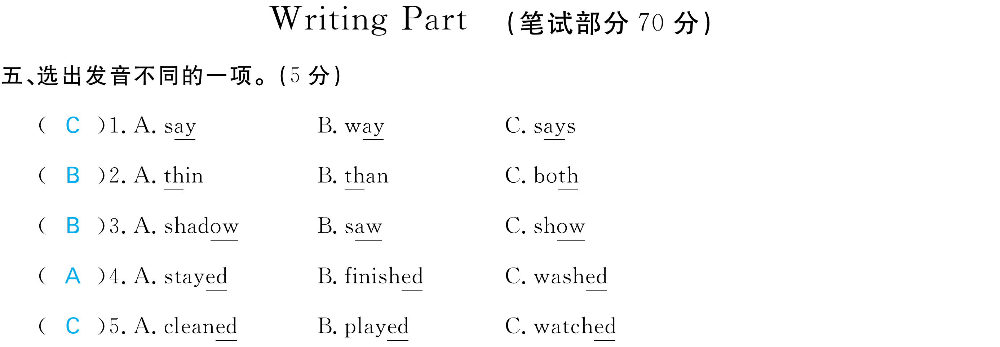 Writing Part (笔试部分 70 分)
五、选出发音不同的一项。(5 分)
( C )1. A. say B. way C. says
( B )2. A. thin B. than C. both
( B )3. A. shadow B. saw C. show
( A )4. A. stayed B. finished C. washed
( C )5. A. cleaned B. played C. watched